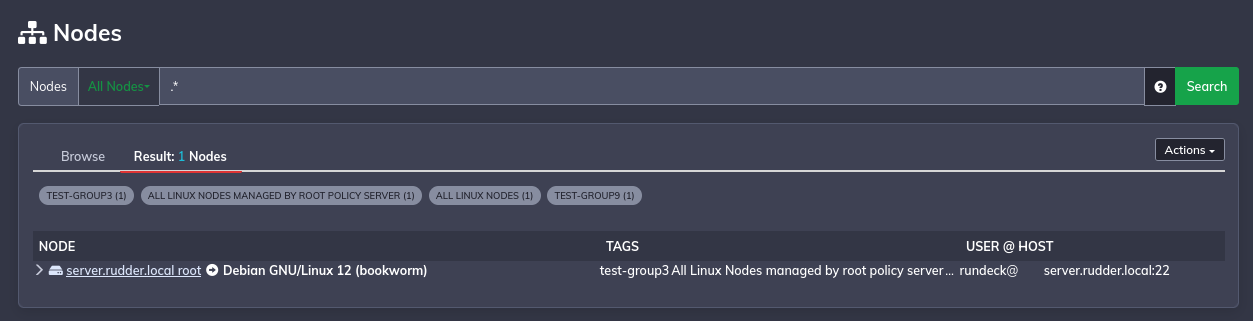 Nodes
Nodes All Nodes .* Search
Browse Result: 1 Nodes Actions
TEST-GROUP3 (1) ALL LINUX NODES MANAGED BY ROOT POLICY SERVER (1) ALL LINUX NODES (1) TEST-GROUP9 (1)
NODE TAGS USER @ HOST
server.rudder.local root Debian GNU/Linux 12 (bookworm) test-group3 All Linux Nodes managed by root policy server ... rundeck@ server.rudder.local:22